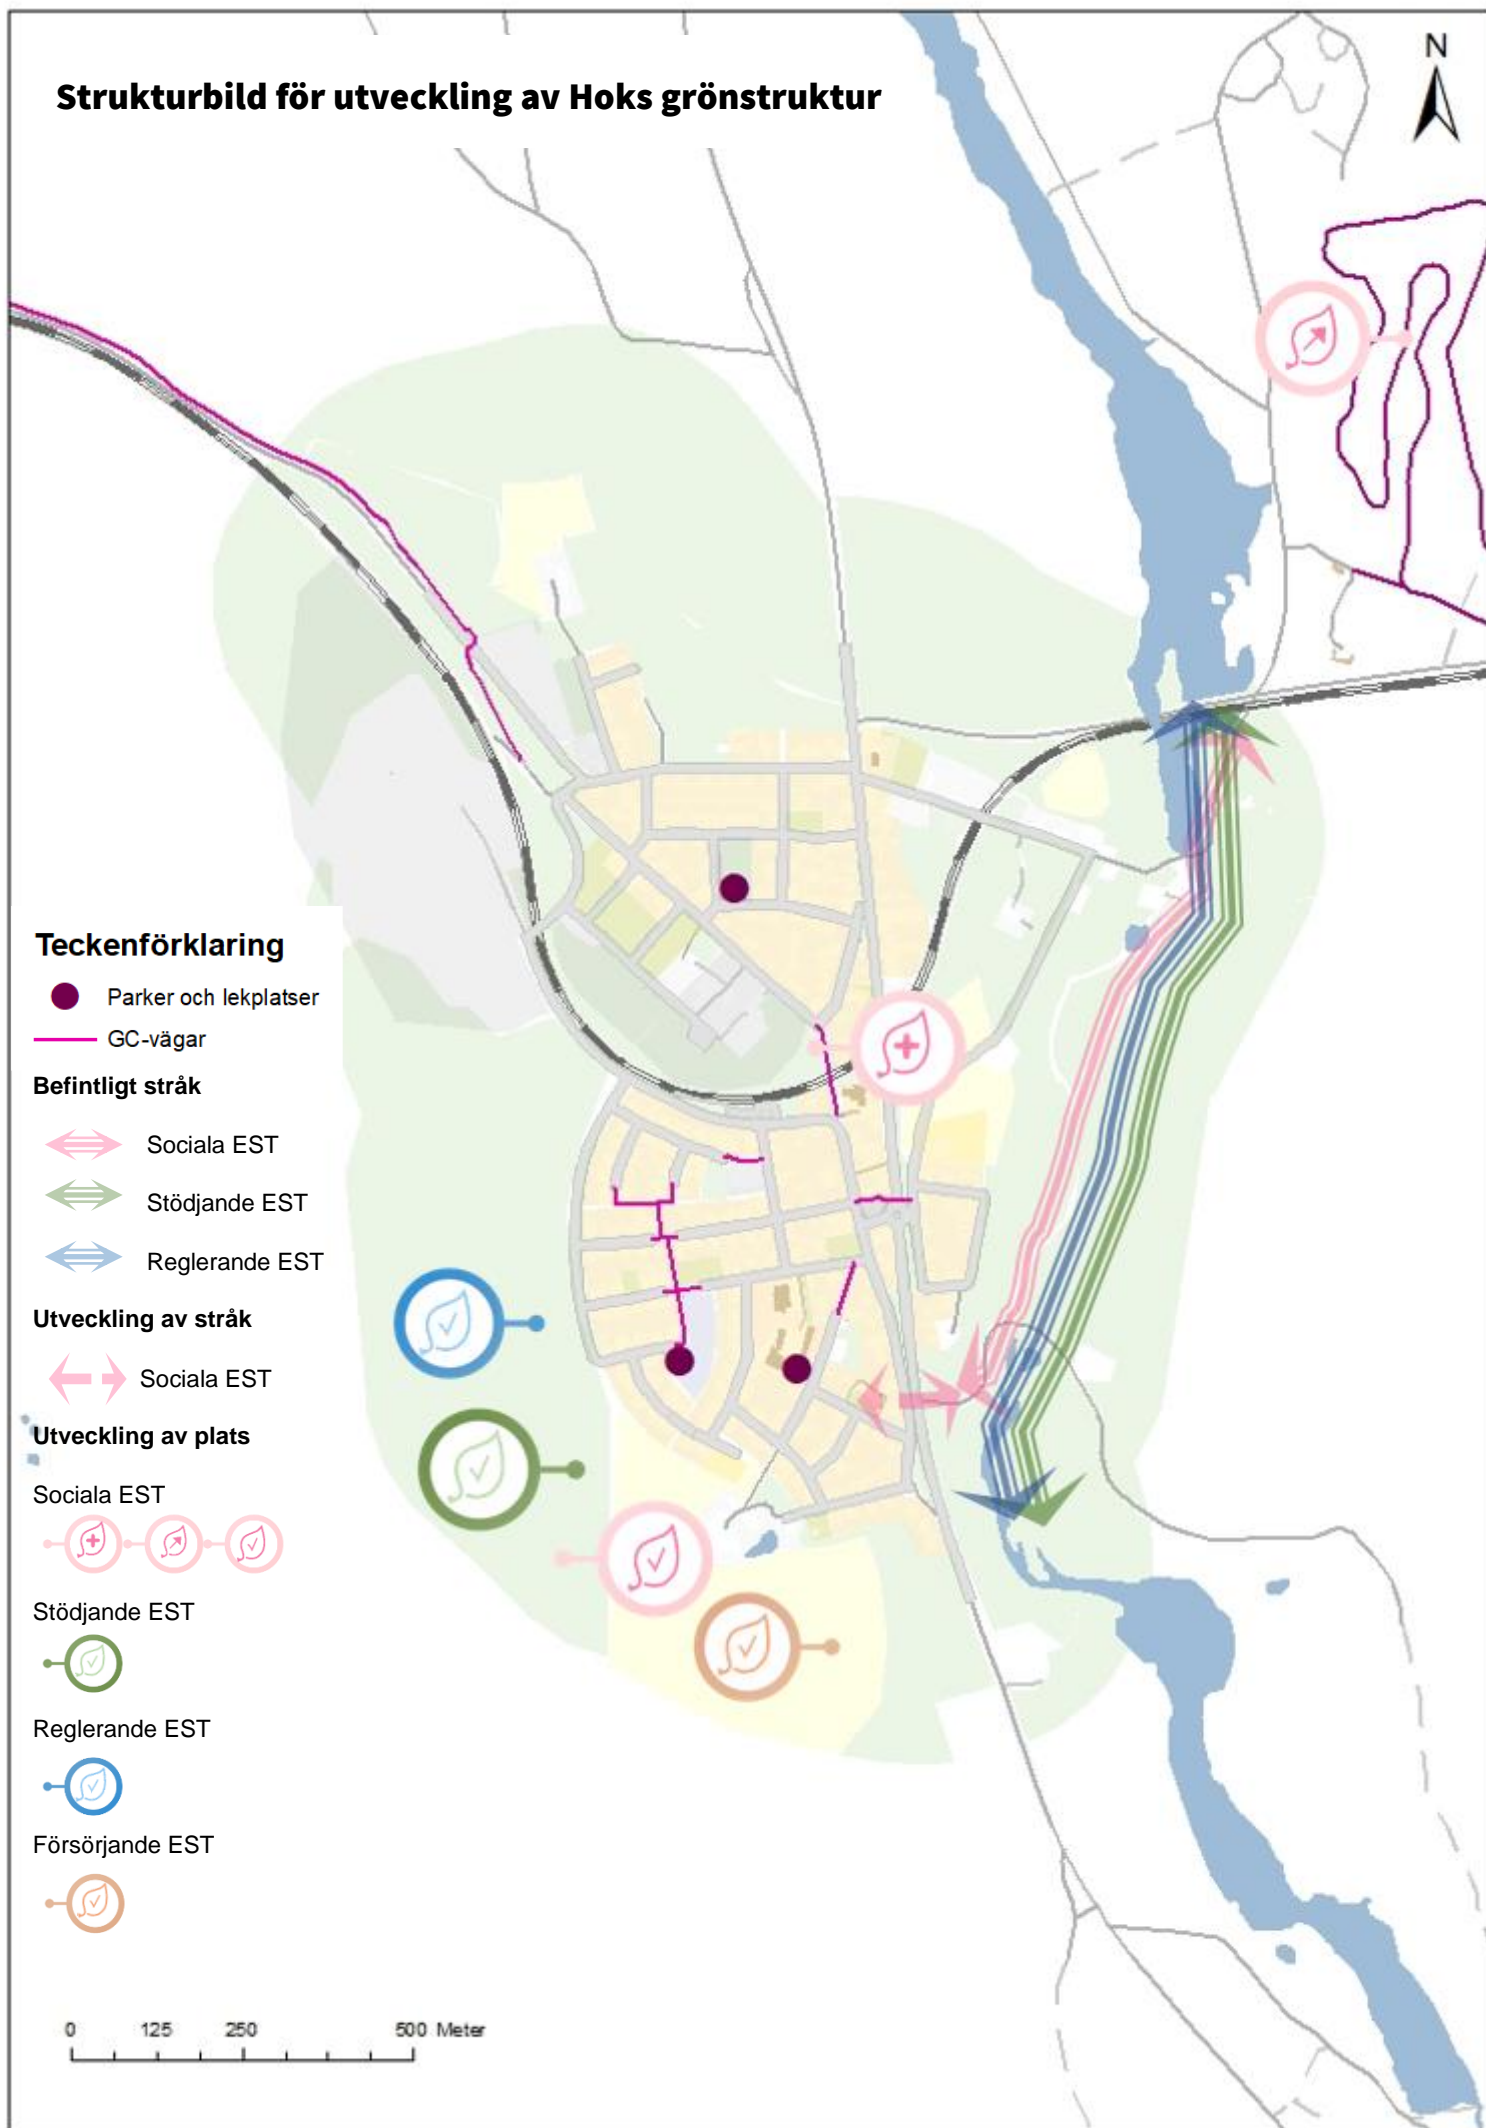 Strukturbild för utveckling av Hoks grönstruktur
N
Teckenförklaring
Parker och lekplatser
GC-vägar
Befintligt stråk
Sociala EST
Stödjande EST
Reglerande EST
Utveckling av stråk
Sociala EST
Utveckling av plats
Sociala EST
Stödjande EST
Reglerande EST
Försörjande EST
0 125 250 500 Meter